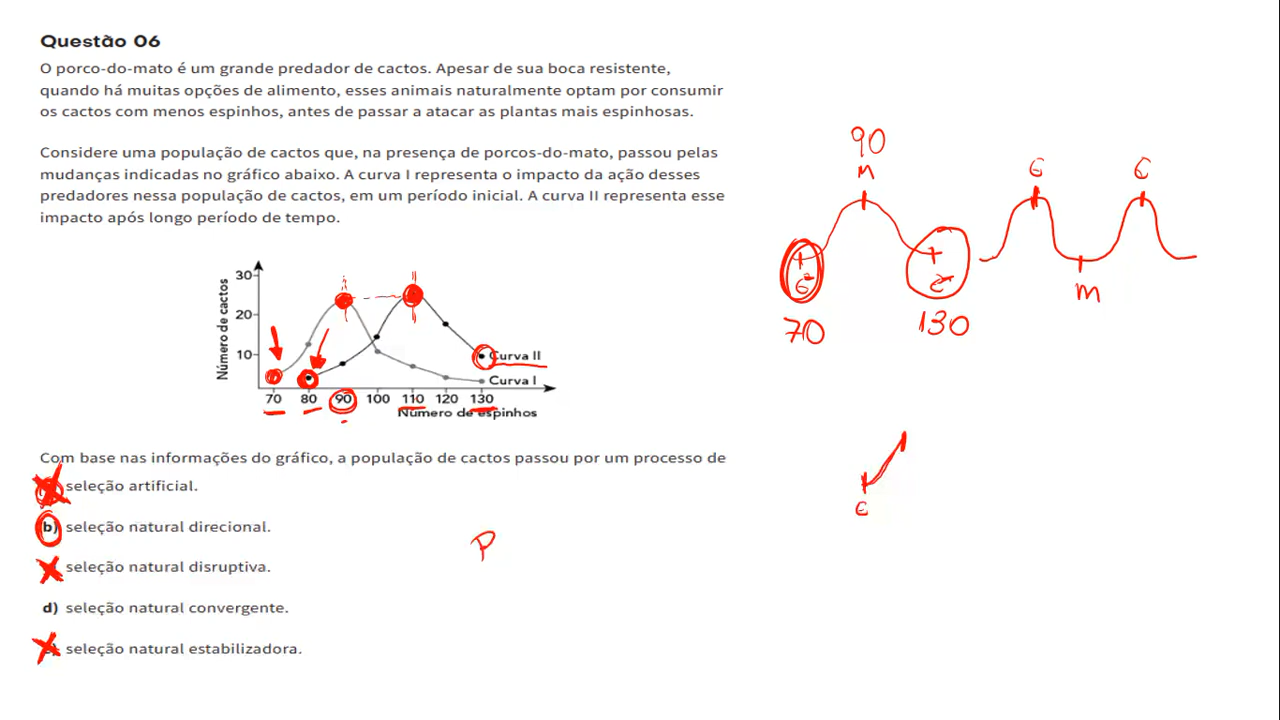 Questão 06
O porco-do-mato é um grande predador de cactos. Apesar de sua boca resistente,
quando há muitas opções de alimento, esses animais naturalmente optam por consumir
os cactos com menos espinhos, antes de passar a atacar as plantas mais espinhosas.
Considere uma população de cactos que, na presença de porcos-do-mato, passou pelas
mudanças indicadas no gráfico abaixo. A curva I representa o impacto da ação desses
predadores nessa população de cactos, em um período inicial. A curva II representa esse
impacto após longo período de tempo.
Número de cactos
30
20
10
Curva II
Curva I
70 80 90 100 110 120 130
Número de espinhos
Com base nas informações do gráfico, a população de cactos passou por um processo de
seleção artificial.
b) seleção natural direcional.
seleção natural disruptiva.
d) seleção natural convergente.
seleção natural estabilizadora.
90
M
70
130
M
P